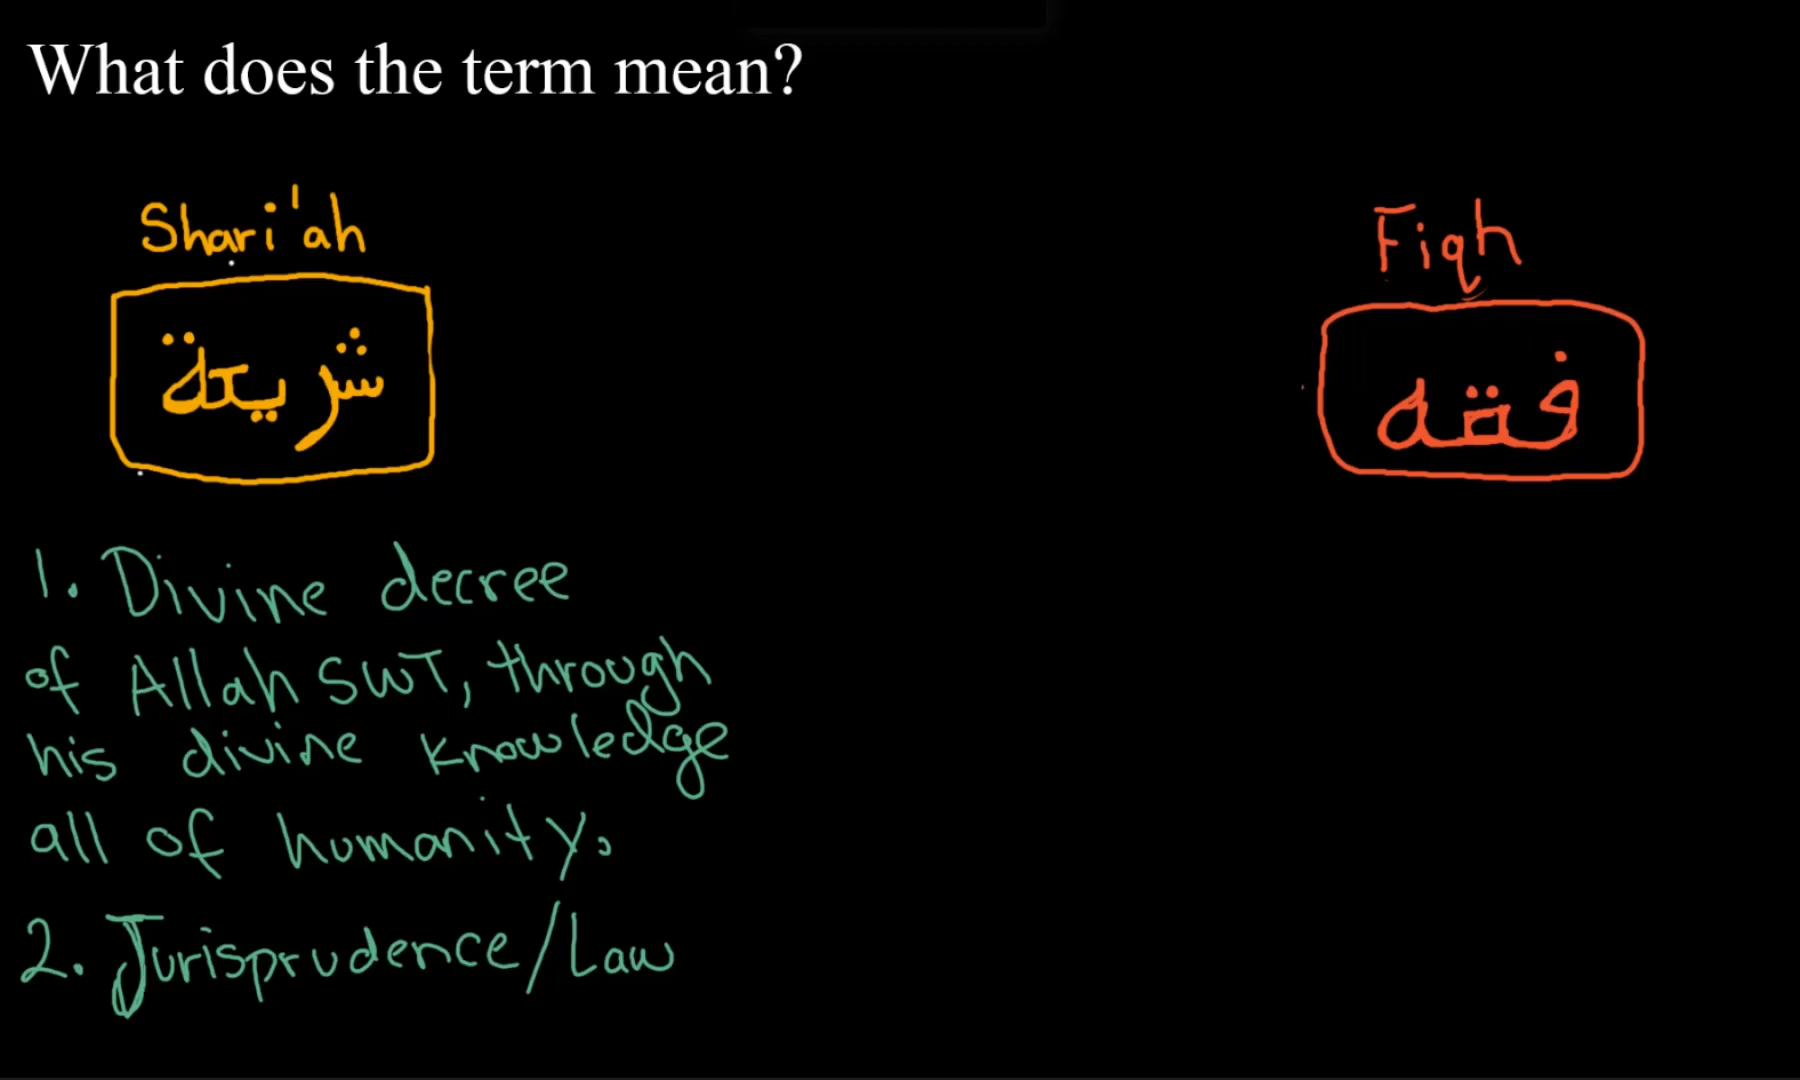 What does the term mean?
Shari'ah
شريعة
Fiqh
فقه
1. Divine decree
of Allah SWT, through
his divine knowledge
all of humanity.
2. Jurisprudence/Law